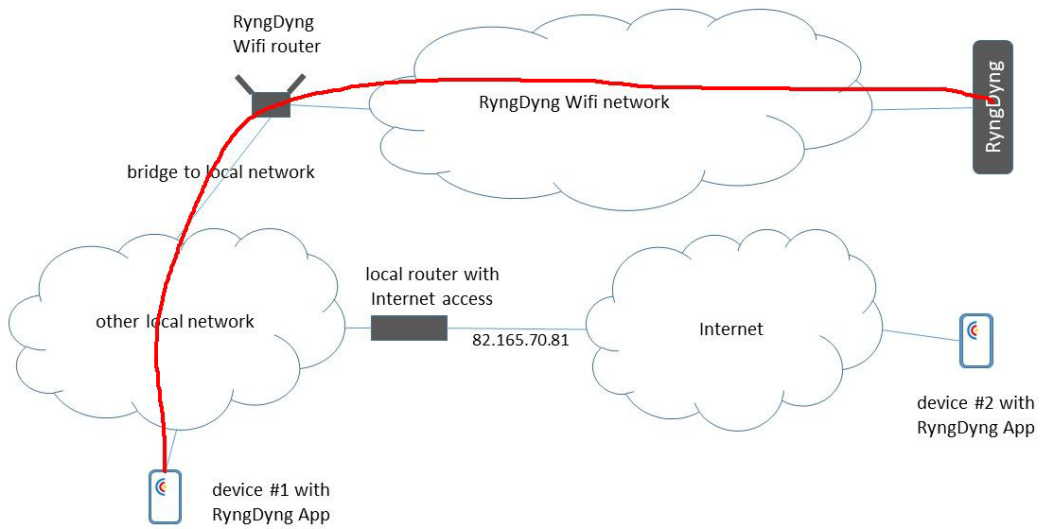 RyngDyng
Wifi router
RyngDyng Wifi network
RyngDyng
bridge to local network
local router with
Internet access
other local network
82.165.70.81
Internet
device #2 with
RyngDyng App
device #1 with
RyngDyng App